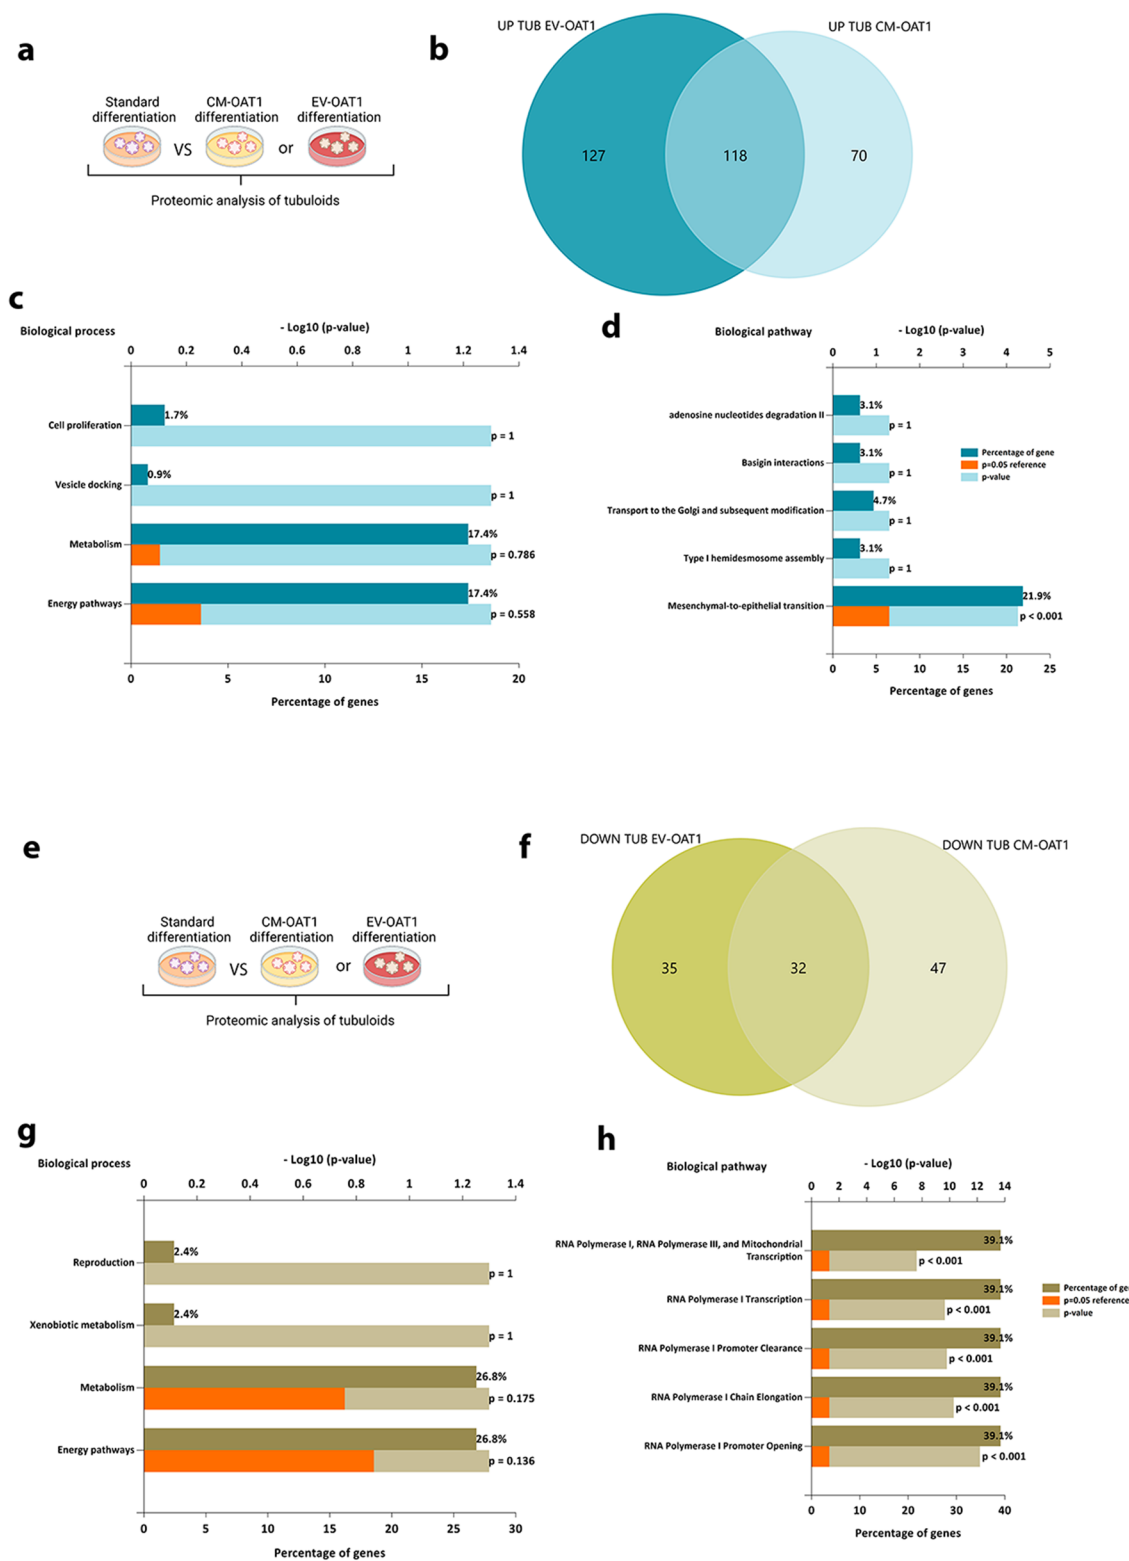 a
Standard differentiation
VS
CM-OAT1 differentiation
or
EV-OAT1 differentiation
Proteomic analysis of tubuloids
b
UP TUB EV-OAT1
UP TUB CM-OAT1
127
118
70
c
Biological process
- Log10 (p-value)
0 0.2 0.4 0.6 0.8 1 1.2 1.4
Cell proliferation
1.7%
p = 1
Vesicle docking
0.9%
p = 1
Metabolism
17.4%
p = 0.786
Energy pathways
17.4%
p = 0.558
0 5 10 15 20
Percentage of genes
d
Biological pathway
- Log10 (p-value)
0 1 2 3 4 5
adenosine nucleotides degradation II
3.1%
p = 1
Basigin interactions
3.1%
p = 1
Transport to the Golgi and subsequent modification
4.7%
p = 1
Type I hemidesmosome assembly
3.1%
p = 1
Mesenchymal-to-epithelial transition
21.9%
p < 0.001
Percentage of gene
p=0.05 reference
p-value
0 5 10 15 20 25
Percentage of genes
e
Standard differentiation
VS
CM-OAT1 differentiation
or
EV-OAT1 differentiation
Proteomic analysis of tubuloids
f
DOWN TUB EV-OAT1
DOWN TUB CM-OAT1
35
32
47
g
Biological process
- Log10 (p-value)
0 0.2 0.4 0.6 0.8 1 1.2 1.4
Reproduction
2.4%
p = 1
Xenobiotic metabolism
2.4%
p = 1
Metabolism
26.8%
p = 0.175
Energy pathways
26.8%
p = 0.136
0 5 10 15 20 25 30
Percentage of genes
h
Biological pathway
- Log10 (p-value)
0 2 4 6 8 10 12 14
RNA Polymerase I, RNA Polymerase III, and Mitochondrial
Transcription
39.1%
p < 0.001
RNA Polymerase I Transcription
39.1%
p < 0.001
RNA Polymerase I Promoter Clearance
39.1%
p < 0.001
RNA Polymerase I Chain Elongation
39.1%
p < 0.001
RNA Polymerase I Promoter Opening
39.1%
p < 0.001
Percentage of ge
p=0.05 reference
p-value
0 10 20 30 40
Percentage of genes